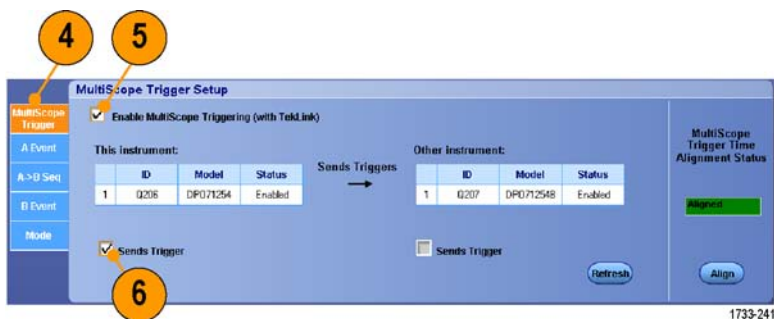 4
5
MultiScope Trigger Setup
MultiScope
Trigger
Enable MultiScope Triggering (with TekLink)
A Event
A->B Seq
B Event
Mode
This instrument:
ID Model Status
1 Q206 DPO71254 Enabled
Sends Triggers
Other instrument:
ID Model Status
1 Q207 DPO71254B Enabled
MultiScope
Trigger Time
Alignment Status
Aligned
Sends Trigger
Sends Trigger
Refresh
Align
6
1733-241